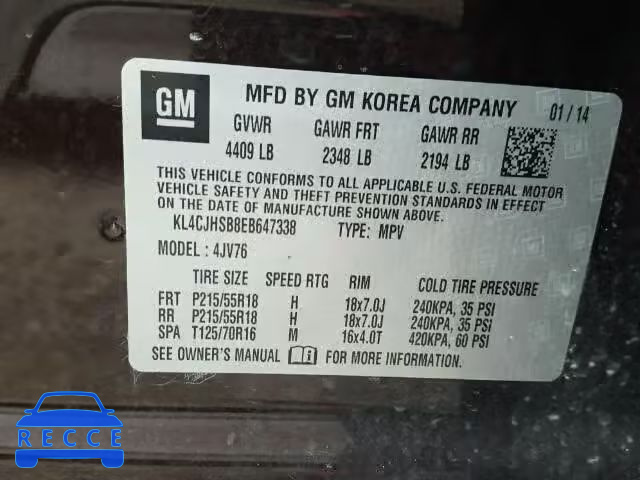 GM
MFD BY GM KOREA COMPANY 01/14
GVWR GAWR FRT GAWR RR
4409 LB 2348 LB 2194 LB
THIS VEHICLE CONFORMS TO ALL APPLICABLE U.S. FEDERAL MOTOR
VEHICLE SAFETY AND THEFT PREVENTION STANDARDS IN EFFECT
ON THE DATE OF MANUFACTURE SHOWN ABOVE.
KL4CJHSB8EB647338 TYPE: MPV
MODEL : 4JV76
TIRE SIZE SPEED RTG RIM COLD TIRE PRESSURE
FRT P215/55R18 H 18x7.0J 240KPA, 35 PSI
RR P215/55R18 H 18x7.0J 240KPA, 35 PSI
SPA T125/70R16 M 16x4.0T 420KPA, 60 PSI
SEE OWNER'S MANUAL FOR MORE INFORMATION.
RECCE